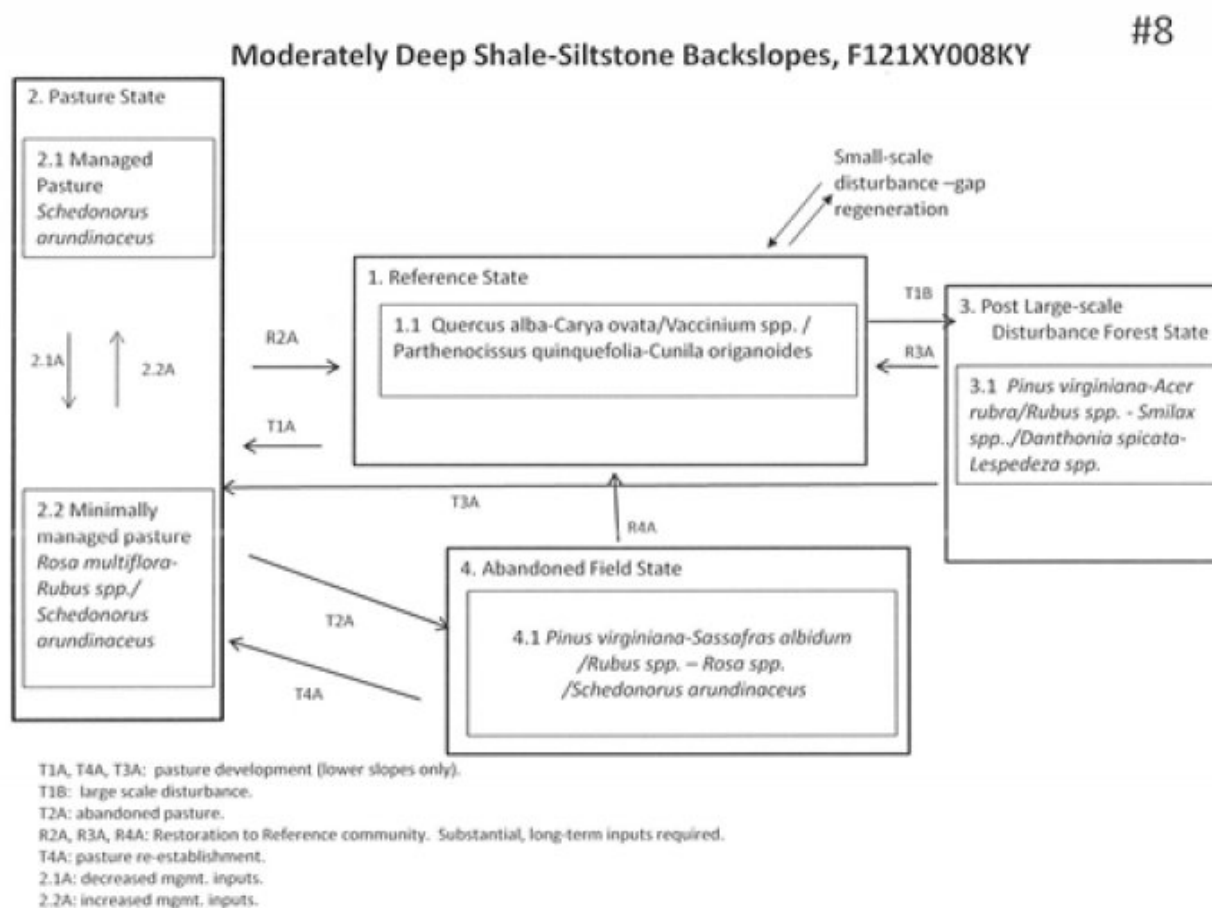 #8
Moderately Deep Shale-Siltstone Backslopes, F121XY008KY
2. Pasture State
2.1 Managed
Pasture
Schedonorus
arundinaceus
2.1A
2.2A
2.2 Minimally
managed pasture
Rosa multiflora-
Rubus spp./
Schedonorus
arundinaceus
R2A
T1A
Small-scale
disturbance –gap
regeneration
1. Reference State
1.1 Quercus alba-Carya ovata/Vaccinium spp. /
Parthenocissus quinquefolia-Cunila origanoides
T1B
R3A
3. Post Large-scale
Disturbance Forest State
3.1 Pinus virginiana-Acer
rubra/Rubus spp. - Smilax
spp../Danthonia spicata-
Lespedeza spp.
T3A
R4A
T2A
T4A
4. Abandoned Field State
4.1 Pinus virginiana-Sassafras albidum
/Rubus spp. – Rosa spp.
/Schedonorus arundinaceus
T1A, T4A, T3A: pasture development (lower slopes only).
T1B: large scale disturbance.
T2A: abandoned pasture.
R2A, R3A, R4A: Restoration to Reference community. Substantial, long-term inputs required.
T4A: pasture re-establishment.
2.1A: decreased mgmt. inputs.
2.2A: increased mgmt. inputs.